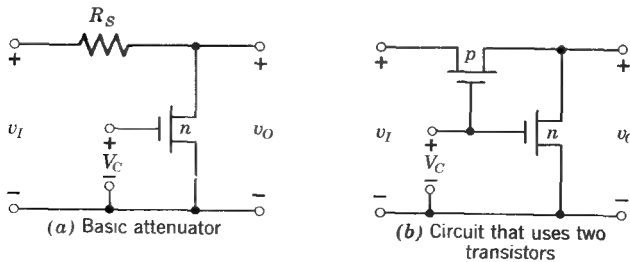 R_S
p
+
+
+
+
n
n
v_I
v_O
v_I
+
V_C
+
V_C
−
−
−
−
−
−
(a) Basic attenuator
(b) Circuit that uses two
transistors